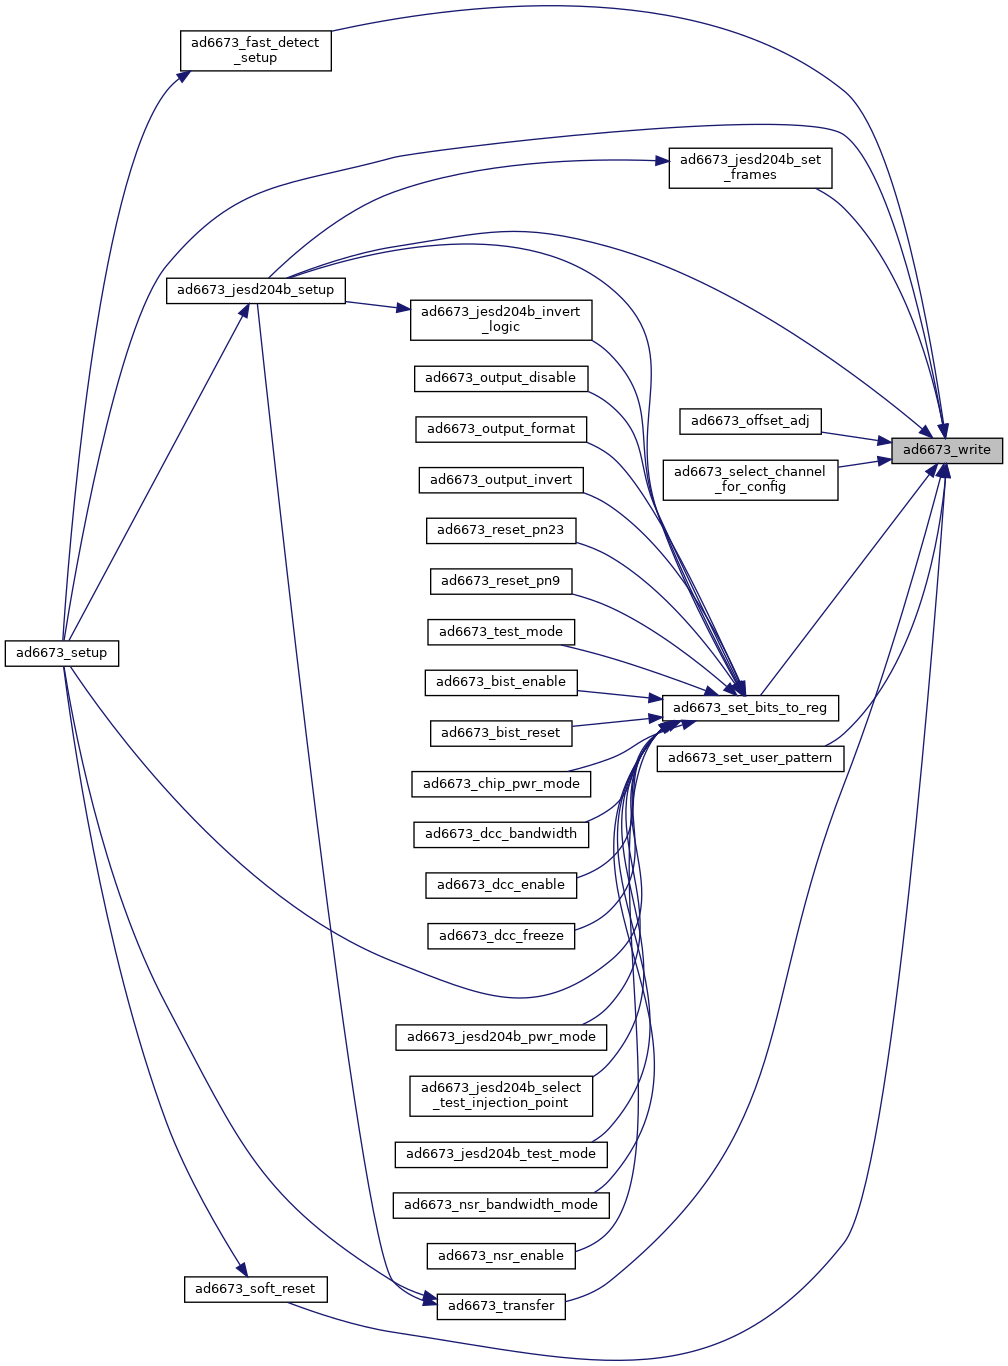 ad6673_fast_detect
_setup
ad6673_jesd204b_set
_frames
ad6673_jesd204b_setup
ad6673_jesd204b_invert
_logic
ad6673_output_disable
ad6673_offset_adj
ad6673_output_format
ad6673_write
ad6673_select_channel
_for_config
ad6673_output_invert
ad6673_reset_pn23
ad6673_reset_pn9
ad6673_test_mode
ad6673_setup
ad6673_bist_enable
ad6673_set_bits_to_reg
ad6673_bist_reset
ad6673_set_user_pattern
ad6673_chip_pwr_mode
ad6673_dcc_bandwidth
ad6673_dcc_enable
ad6673_dcc_freeze
ad6673_jesd204b_pwr_mode
ad6673_jesd204b_select
_test_injection_point
ad6673_jesd204b_test_mode
ad6673_nsr_bandwidth_mode
ad6673_nsr_enable
ad6673_soft_reset
ad6673_transfer